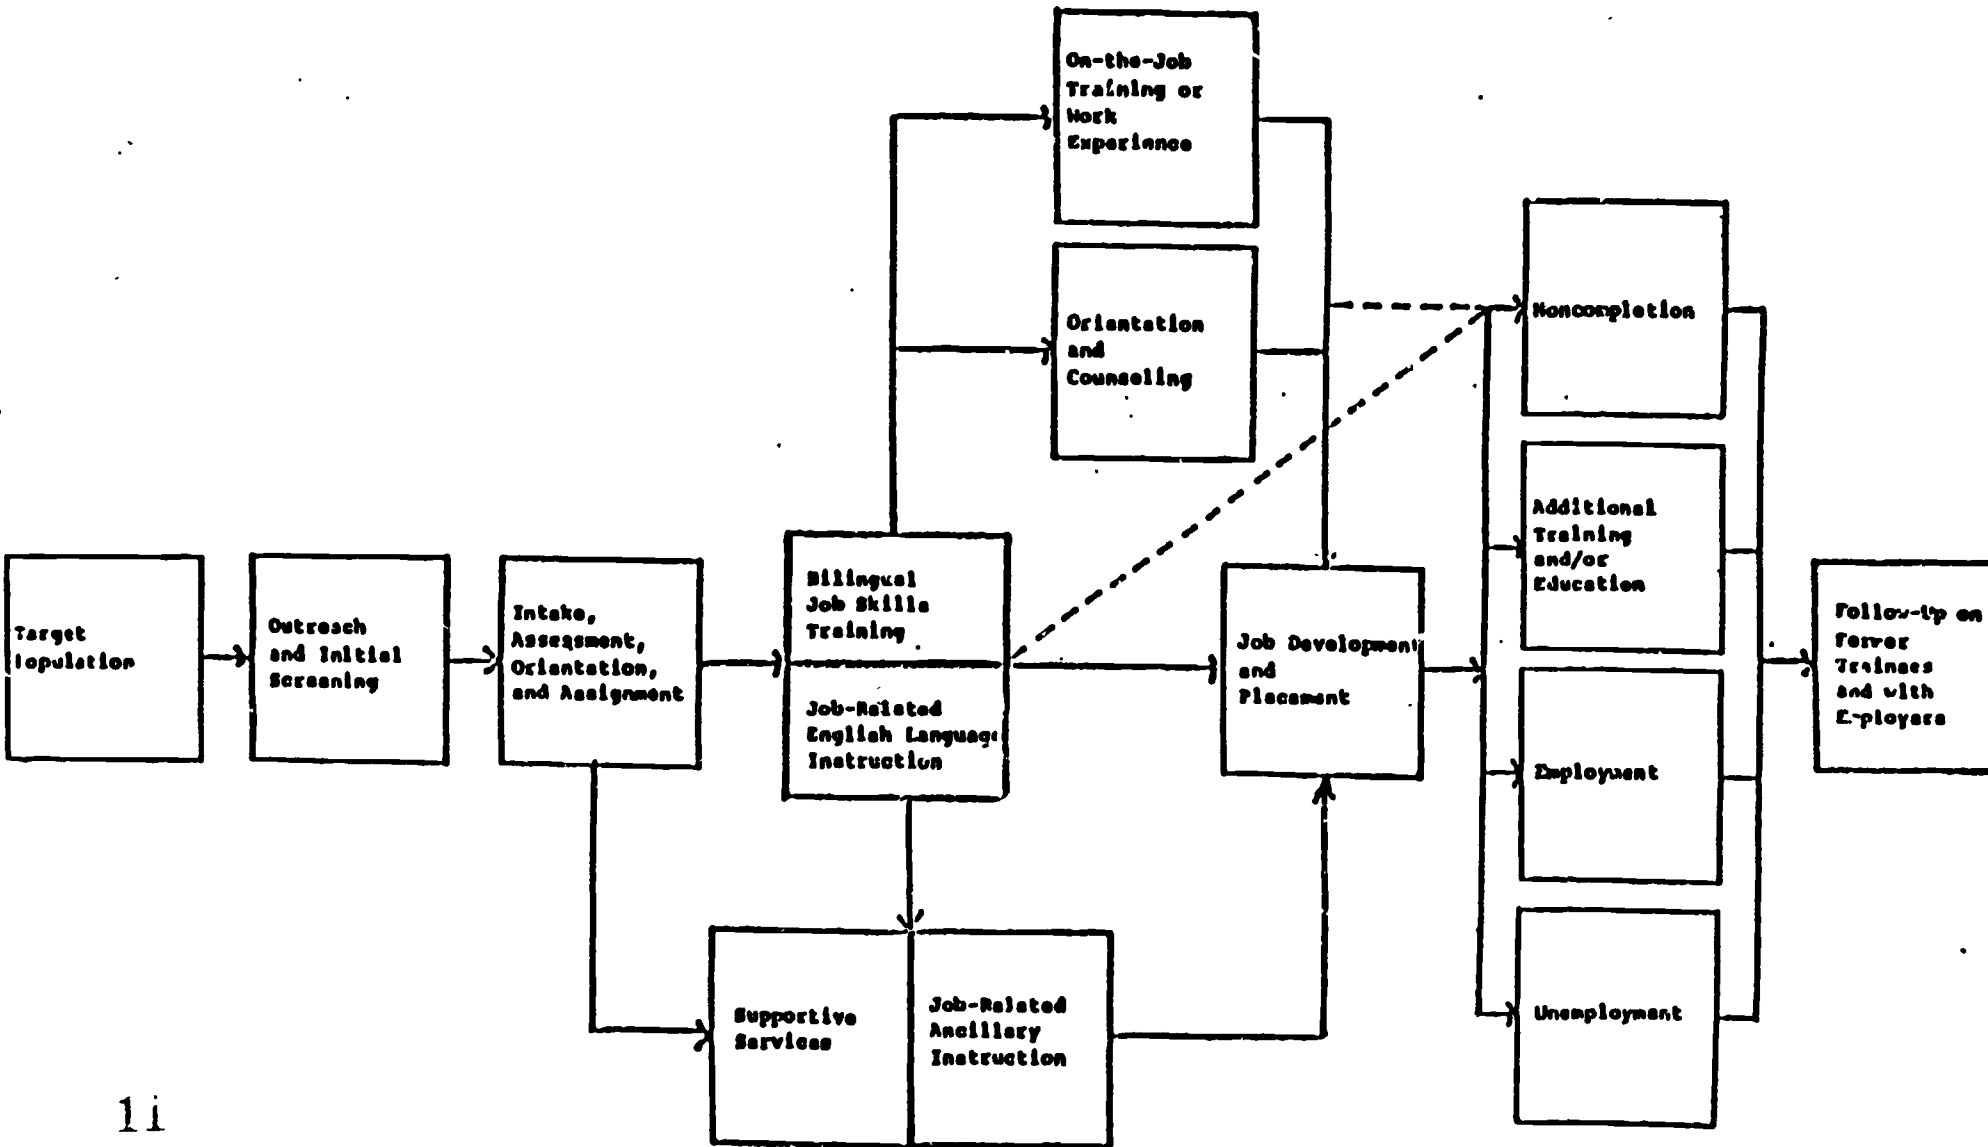 On-the-Job
Training or
Work
Experience
Orientation
and
Counseling
Noncompletion
Additional
Training
and/or
Education
Target
Population
Outreach
and Initial
Screening
Intake,
Assessment,
Orientation,
and Assignment
Bilingual
Job Skills
Training
Job-Related
English Language
Instruction
Job Development
and
Placement
Employment
Follow-Up on
Former
Trainees
and with
Employers
Supportive
Services
Job-Related
Ancillary
Instruction
Unemployment
1i